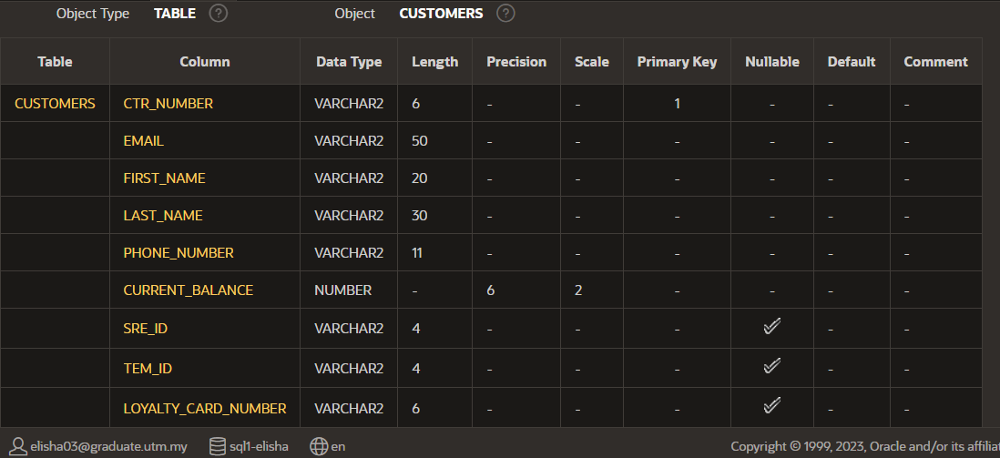 Object Type TABLE ? Object CUSTOMERS ?
Table Column Data Type Length Precision Scale Primary Key Nullable Default Comment
CUSTOMERS CTR_NUMBER VARCHAR2 6 - - 1 - - -
EMAIL VARCHAR2 50 - - - - - -
FIRST_NAME VARCHAR2 20 - - - - - -
LAST_NAME VARCHAR2 30 - - - - - -
PHONE_NUMBER VARCHAR2 11 - - - - - -
CURRENT_BALANCE NUMBER - 6 2 - - - -
SRE_ID VARCHAR2 4 - - - ✓ - -
TEM_ID VARCHAR2 4 - - - ✓ - -
LOYALTY_CARD_NUMBER VARCHAR2 6 - - - ✓ - -
elisha03@graduate.utm.my sql1-elisha en Copyright © 1999, 2023, Oracle and/or its affilia